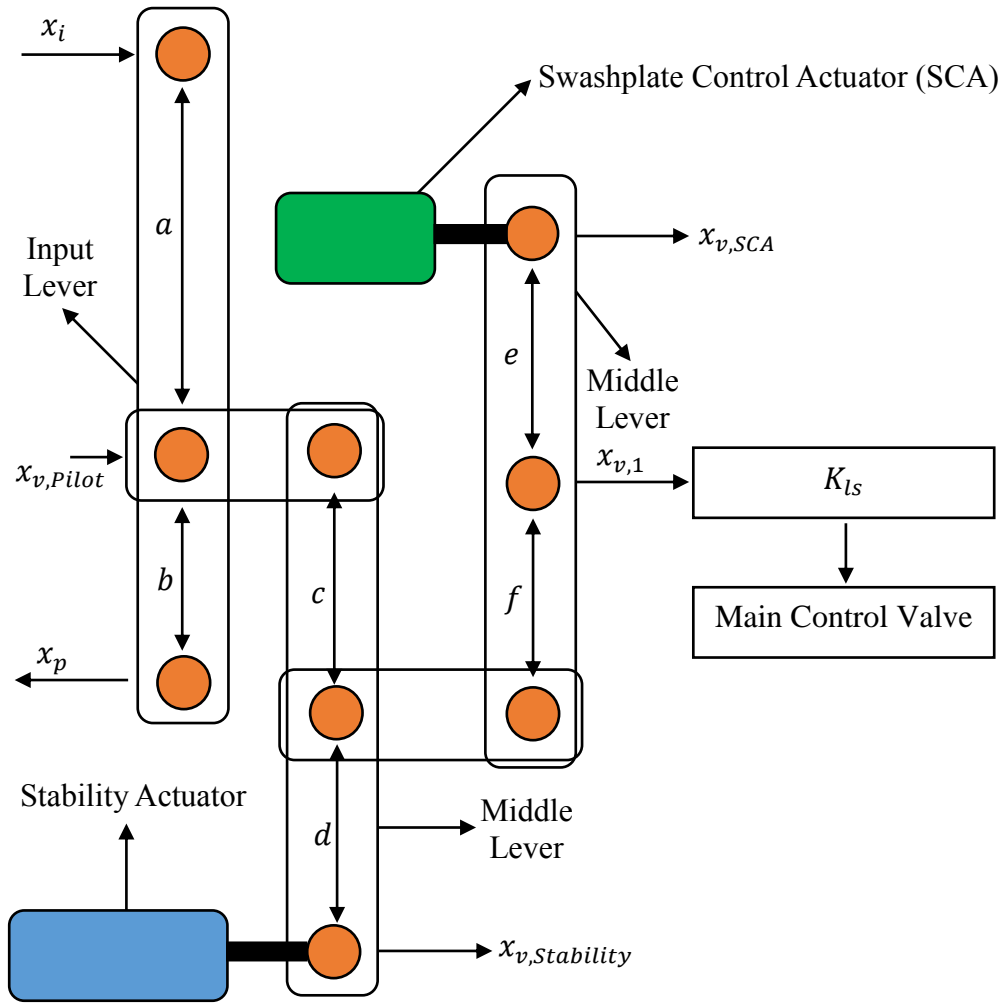 x_i
Swashplate Control Actuator (SCA)
a
x_{v,SCA}
Input
Lever
e
Middle
Lever
x_{v,1}
x_{v,Pilot}
K_{ls}
b
c
f
Main Control Valve
x_p
Stability Actuator
d
Middle
Lever
x_{v,Stability}